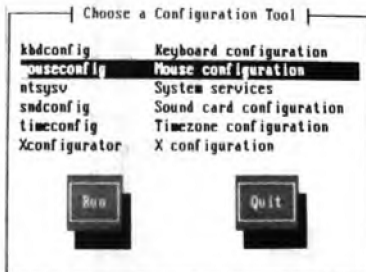 Choose a Configuration Tool
kbdconfig Keyboard configuration
ouseconfig Mouse configuration
ntsysv System services
sndconfig Sound card configuration
timeconfig Timezone configuration
Xconfigurator X configuration
Run Quit